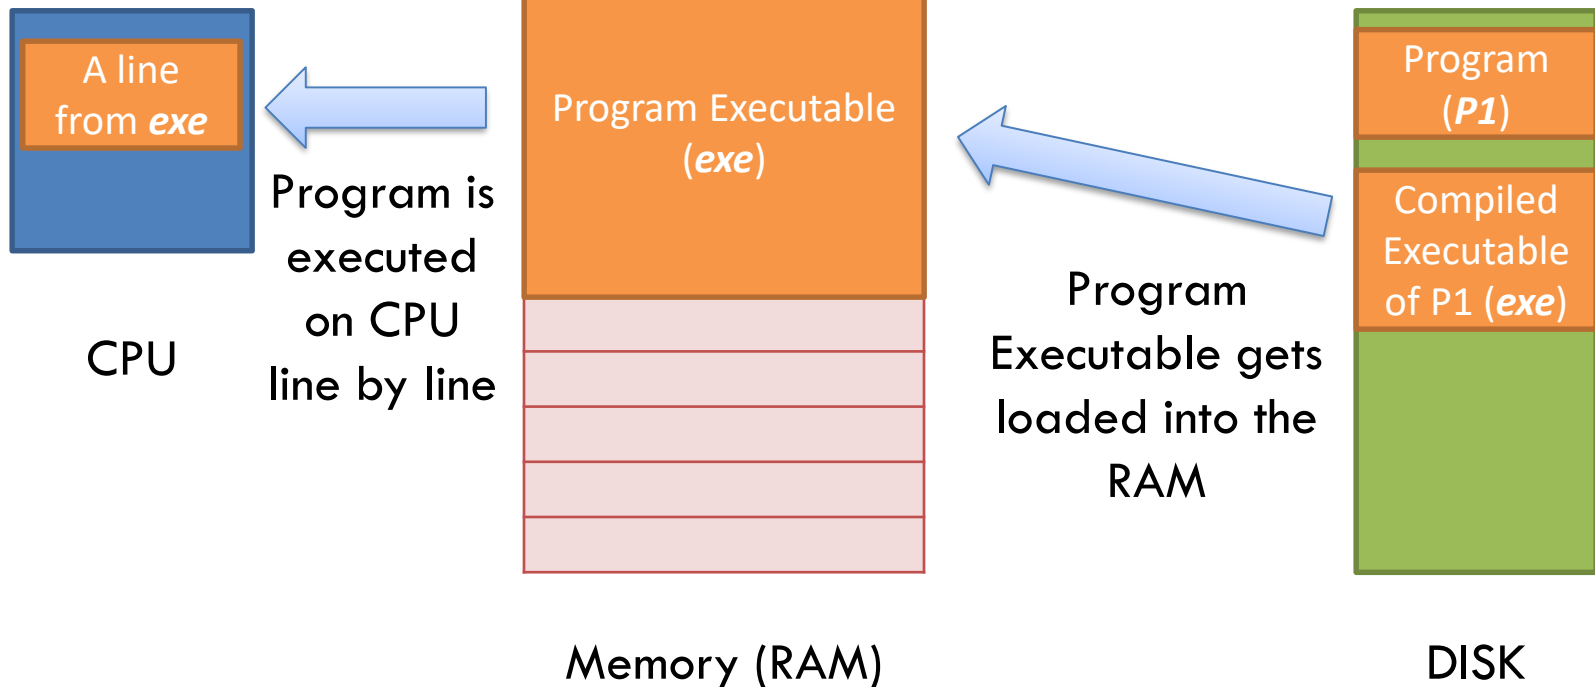 A line
from exe
CPU
Program is
executed
on CPU
line by line
Program Executable
(exe)
Memory (RAM)
Program
Executable gets
loaded into the
RAM
Program
(P1)
Compiled
Executable
of P1 (exe)
DISK